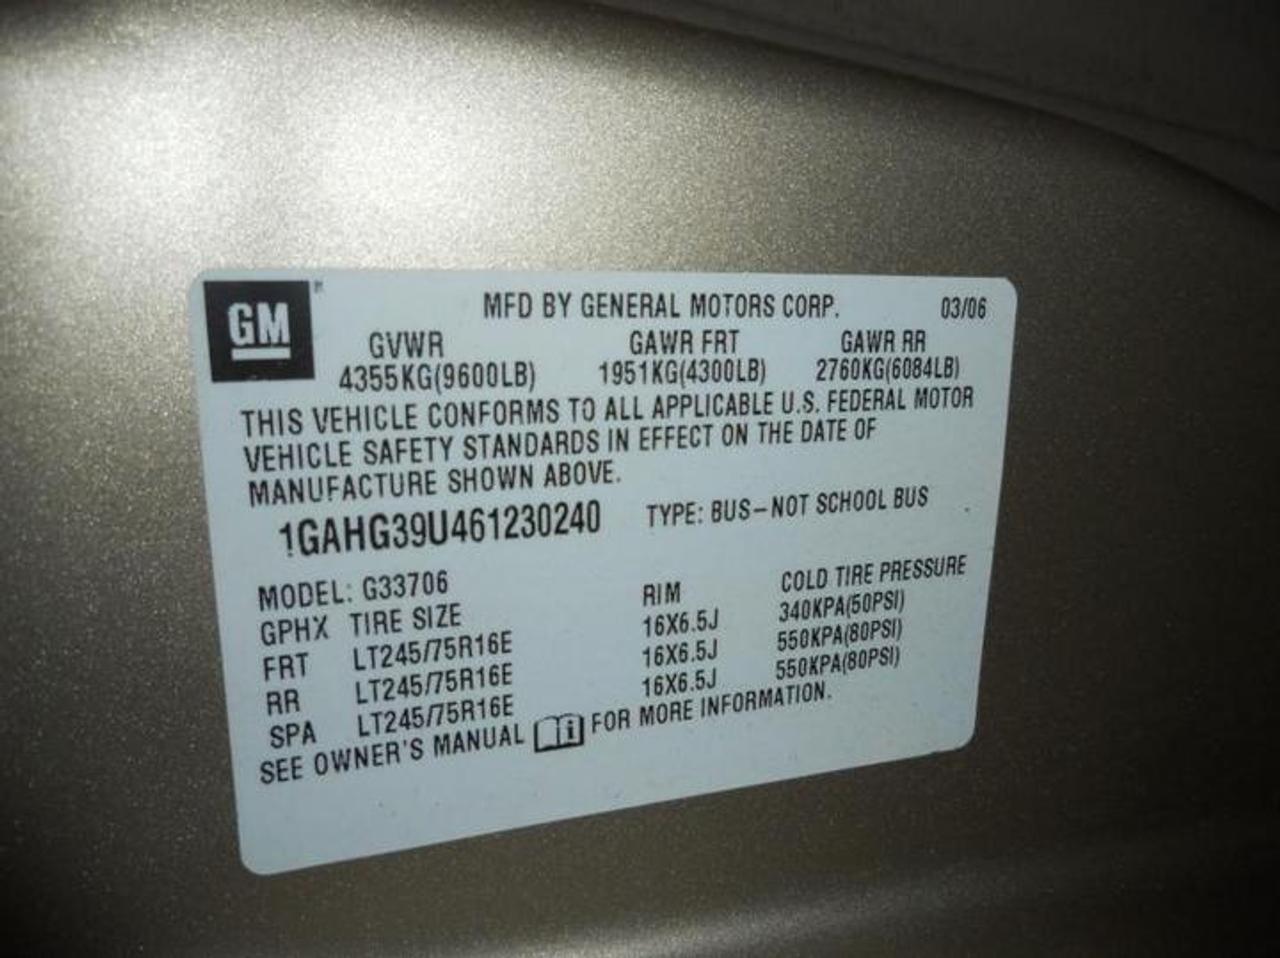 GM
MFD BY GENERAL MOTORS CORP. 03/06
GVWR GAWR FRT GAWR RR
4355KG(9600LB) 1951KG(4300LB) 2760KG(6084LB)
THIS VEHICLE CONFORMS TO ALL APPLICABLE U.S. FEDERAL MOTOR
VEHICLE SAFETY STANDARDS IN EFFECT ON THE DATE OF
MANUFACTURE SHOWN ABOVE.
1GAHG39U461230240 TYPE: BUS-NOT SCHOOL BUS
MODEL: G33706
GPHX TIRE SIZE RIM COLD TIRE PRESSURE
FRT LT245/75R16E 16X6.5J 340KPA(50PSI)
RR LT245/75R16E 16X6.5J 550KPA(80PSI)
SPA LT245/75R16E 16X6.5J 550KPA(80PSI)
SEE OWNER'S MANUAL FOR MORE INFORMATION.